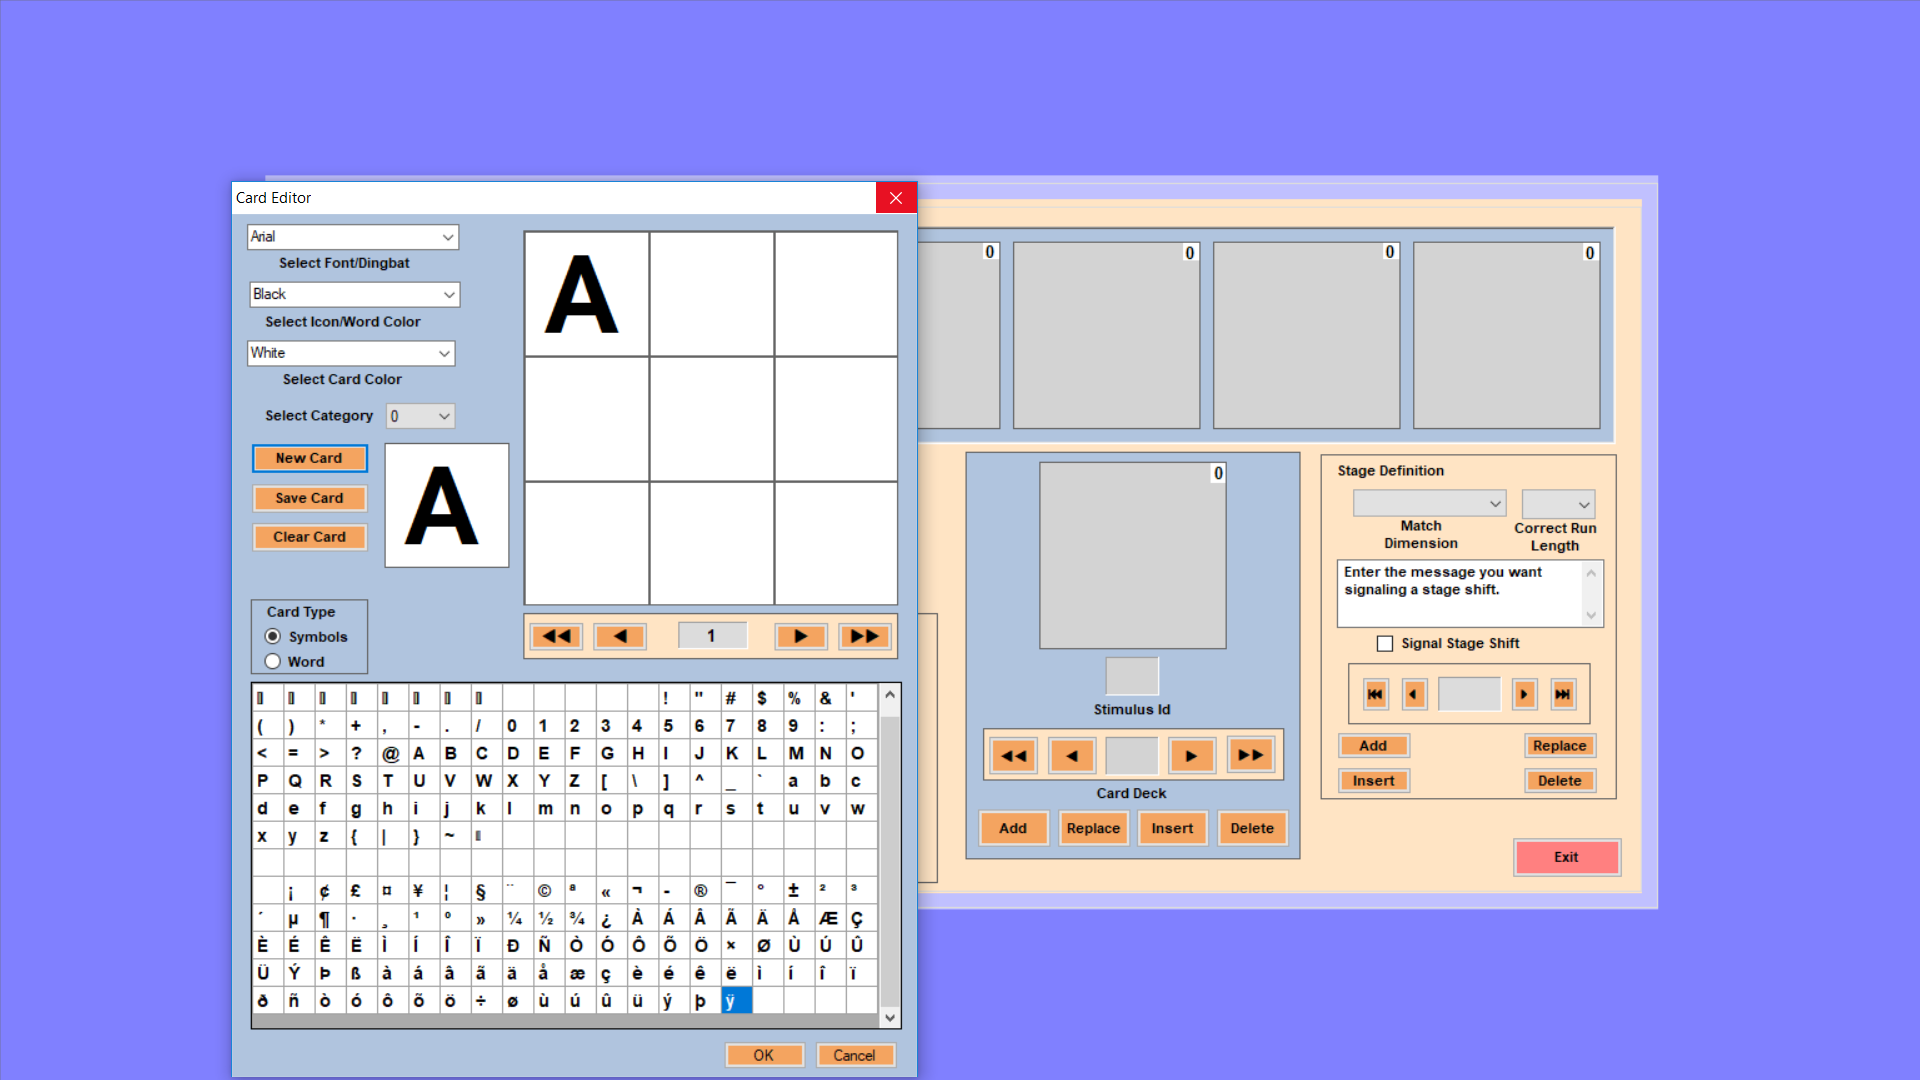 Card Editor
Arial
Select Font/Dingbat
Black
Select Icon/Word Color
White
Select Card Color
Select Category 0
New Card
Save Card
Clear Card
A
A
Card Type
Symbols
Word
1
! " # $ % & '
( ) * + , - . / 0 1 2 3 4 5 6 7 8 9 : ;
< = > ? @ A B C D E F G H I J K L M N O
P Q R S T U V W X Y Z [ \ ] ^ _ ` a b c
d e f g h i j k l m n o p q r s t u v w
x y z { | } ~
¡ ¢ £ ¤ ¥ ¦ § ¨ © ª « ¬ - ® ¯ ° ± ² ³
´ µ ¶ · ¸ ¹ º » ¼ ½ ¾ ¿ À Á Â Ã Ä Å Æ Ç
È É Ê Ë Ì Í Î Ï Ð Ñ Ò Ó Ô Õ Ö × Ø Ù Ú Û
Ü Ý Þ ß à á â ã ä å æ ç è é ê ë ì í î ï
ð ñ ò ó ô õ ö ÷ ø ù ú û ü ý þ ÿ
OK Cancel
0 0 0 0
0
Stimulus Id
Card Deck
Add Replace Insert Delete
Stage Definition
Match
Dimension
Correct Run
Length
Enter the message you want
signaling a stage shift.
Signal Stage Shift
Add Replace
Insert Delete
Exit